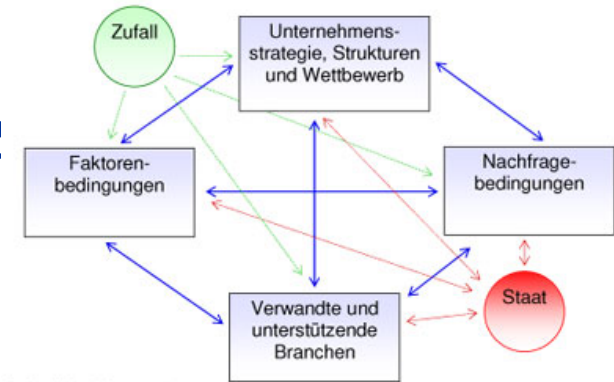 Zufall
Unternehmens-
strategie, Strukturen
und Wettbewerb
Faktoren-
bedingungen
Nachfrage-
bedingungen
Verwandte und
unterstützende
Branchen
Staat